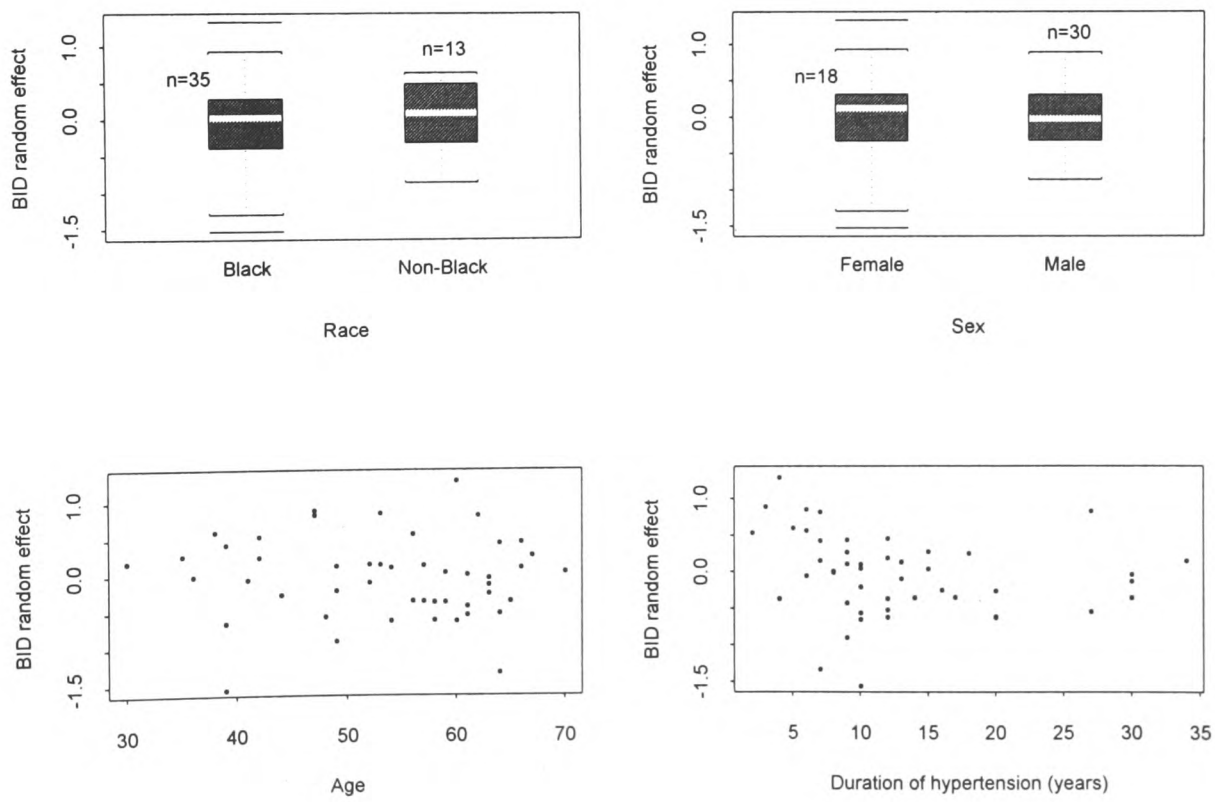 BID random effect
1.0
0.0
-1.5
n=35
n=13
Black
Non-Black
Race
BID random effect
1.0
0.0
-1.5
n=18
n=30
Female
Male
Sex
BID random effect
1.0
0.0
-1.5
30
40
50
60
70
Age
BID random effect
1.0
0.0
-1.5
5
10
15
20
25
30
35
Duration of hypertension (years)